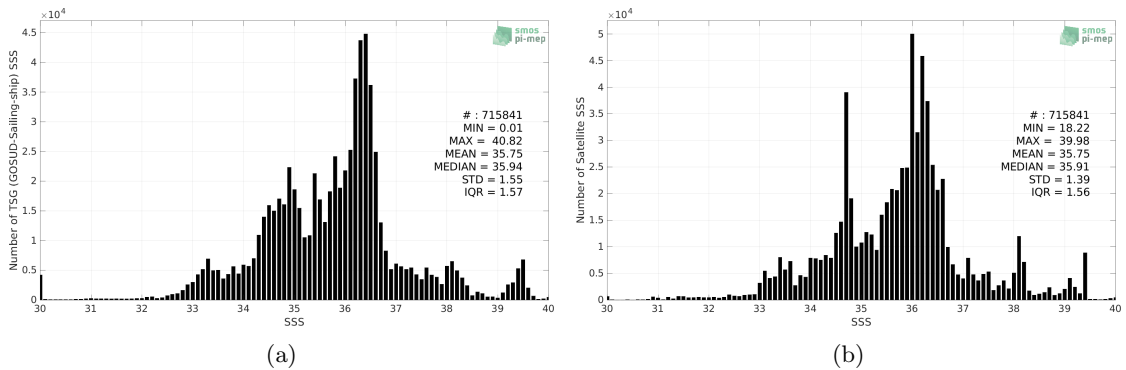 ×10⁴
4.5
4
3.5
3
2.5
2
1.5
1
0.5
0
Number of TSG (GOSUD-Sailing-ship) SSS
smos
pi-mep
# : 715841
MIN = 0.01
MAX = 40.82
MEAN = 35.75
MEDIAN = 35.94
STD = 1.55
IQR = 1.57
30 31 32 33 34 35 36 37 38 39 40
SSS
(a)
×10⁴
5
4.5
4
3.5
3
2.5
2
1.5
1
0.5
0
Number of Satellite SSS
smos
pi-mep
# : 715841
MIN = 18.22
MAX = 39.98
MEAN = 35.75
MEDIAN = 35.91
STD = 1.39
IQR = 1.56
30 31 32 33 34 35 36 37 38 39 40
SSS
(b)